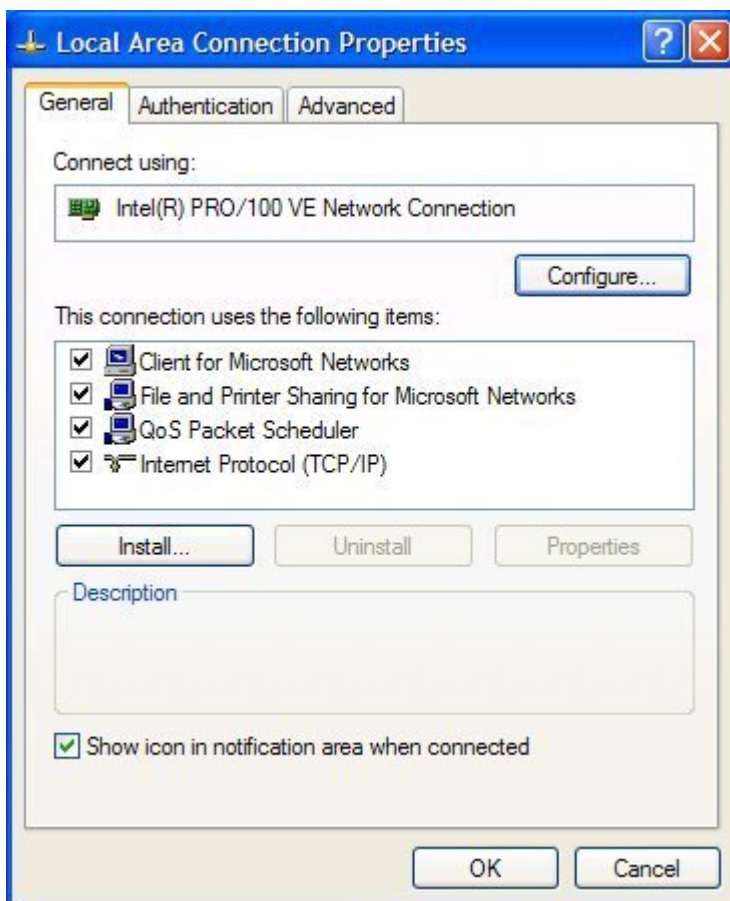 Local Area Connection Properties
General Authentication Advanced
Connect using:
Intel(R) PRO/100 VE Network Connection
Configure...
This connection uses the following items:
Client for Microsoft Networks
File and Printer Sharing for Microsoft Networks
QoS Packet Scheduler
Internet Protocol (TCP/IP)
Install... Uninstall Properties
Description
Show icon in notification area when connected
OK Cancel